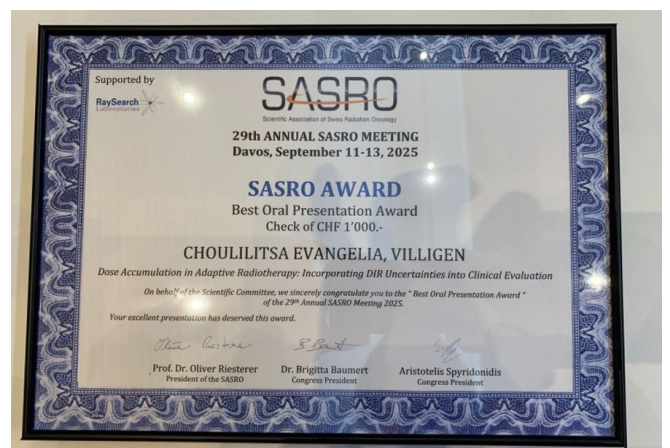 Supported by
RaySearch
Laboratories
SASRO
Scientific Association of Swiss Radiation Oncology
29th ANNUAL SASRO MEETING
Davos, September 11-13, 2025
SASRO AWARD
Best Oral Presentation Award
Check of CHF 1'000.-
CHOULILITSA EVANGELIA, VILLIGEN
Dose Accumulation in Adaptive Radiotherapy: Incorporating DIR Uncertainties into Clinical Evaluation
On behalf of the Scientific Committee, we sincerely congratulate you to the " Best Oral Presentation Award "
of the 29th Annual SASRO Meeting 2025.
Your excellent presentation has deserved this award.
Prof. Dr. Oliver Riesterer
President of the SASRO
Dr. Brigitta Baumert
Congress President
Aristotelis Spyridonidis
Congress President